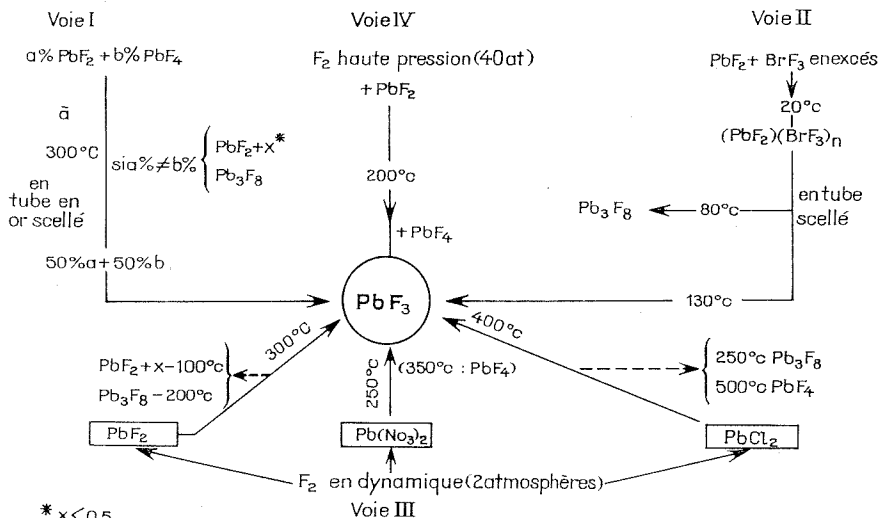 Voie I
Voie IV
Voie II
a% PbF2 + b% PbF4
F2 haute pression (40at)
+PbF2
PbF2 + BrF3 en excés
20°c
(PbF2)(BrF3)n
à
300°C
en
tube en
or scellé
sia% ≠ b% { PbF2+x*
Pb3F8
200°c
+PbF4
Pb3F8
80°c
en tube
scellé
50%a + 50%b
PbF3
130°c
300°c
250°c
(350°c : PbF4)
400°c
PbF2 + x – 100°c
Pb3F8 – 200°c
250°c Pb3F8
500°c PbF4
PbF2
Pb(No3)2
PbCl2
F2 en dynamique (2atmosphères)
Voie III
* x<0.5